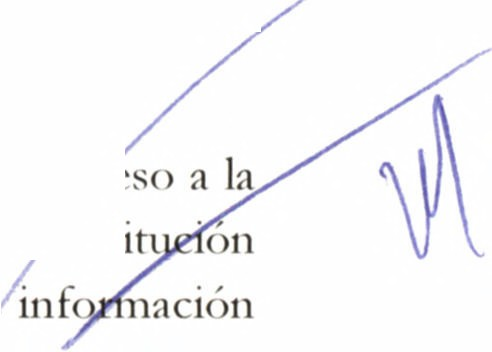 eso a la
itución
información